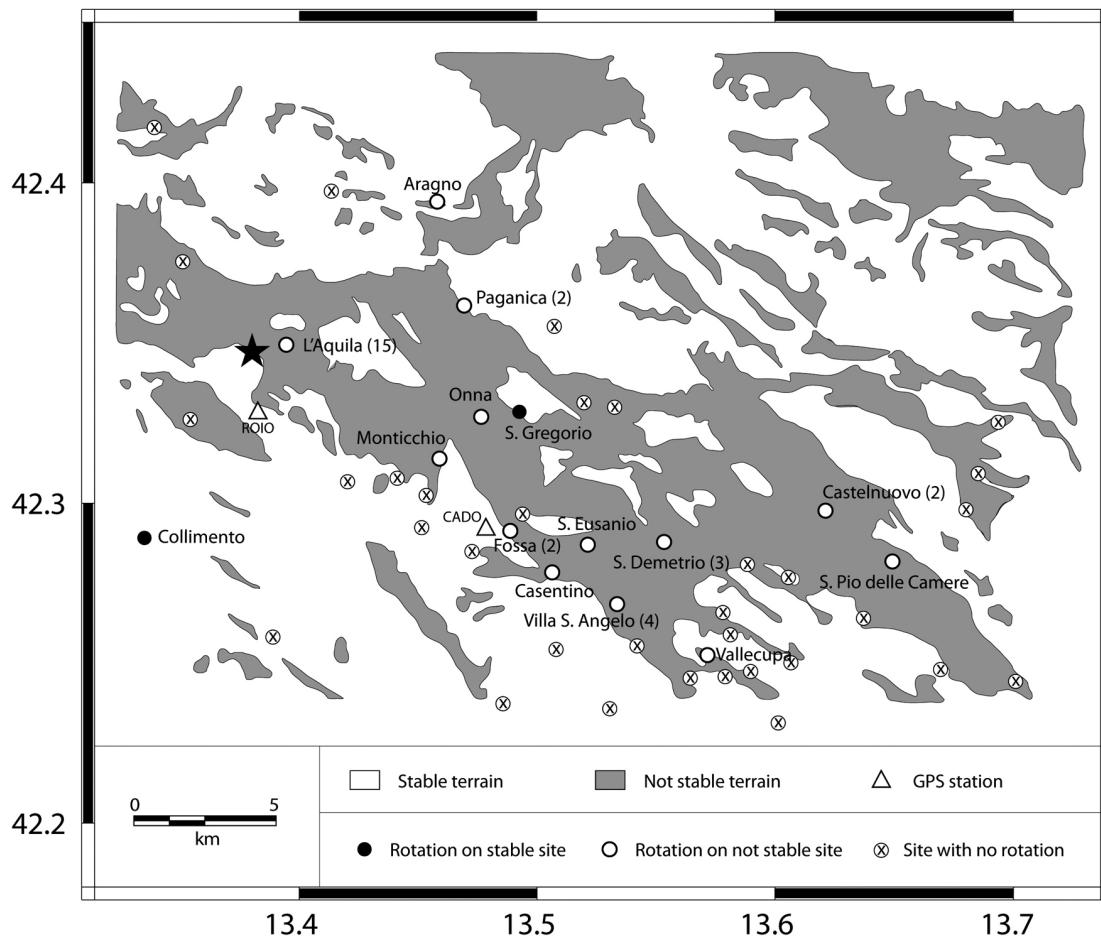 42.4
Aragno
Paganica (2)
L'Aquila (15)
Onna
ROIO
S. Gregorio
Monticchio
42.3
Castelnuovo (2)
CADO
S. Eusanio
Collimento
Fossa (2)
S. Demetrio (3)
S. Pio delle Camere
Casentino
Villa S. Angelo (4)
Vallecupa
0 5
km
Stable terrain
Not stable terrain
GPS station
42.2
Rotation on stable site
Rotation on not stable site
Site with no rotation
X
13.4 13.5 13.6 13.7